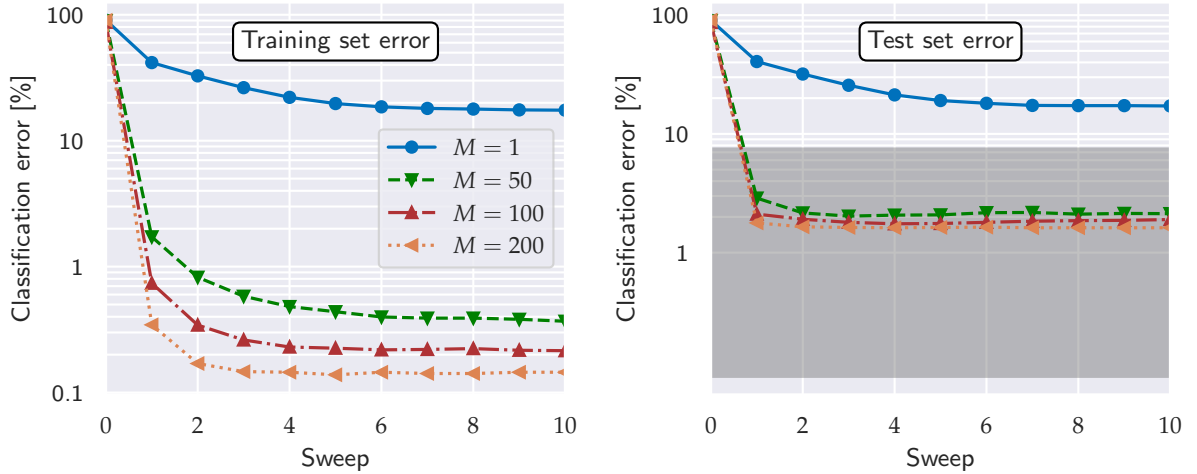 Training set error
Classification error [%]
100
10
1
0.1
M = 1
M = 50
M = 100
M = 200
0 2 4 6 8 10
Sweep
Test set error
Classification error [%]
100
10
1
0 2 4 6 8 10
Sweep